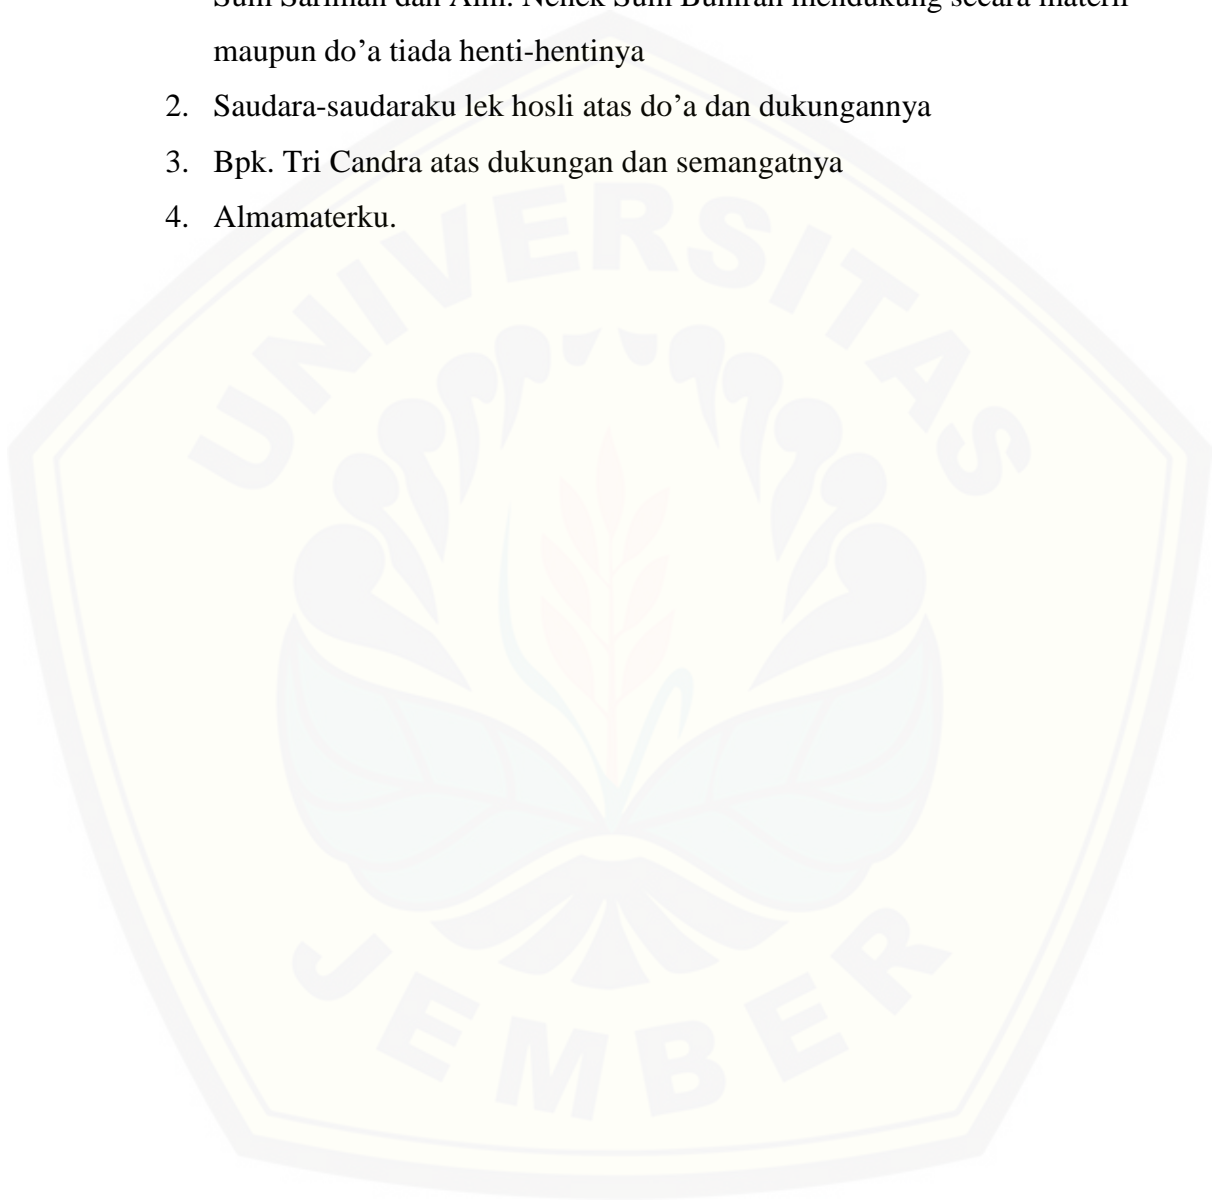 maupun do’a tiada henti-hentinya
2. Saudara-saudaraku lek hosli atas do’a dan dukungannya
3. Bpk. Tri Candra atas dukungan dan semangatnya
4. Almamaterku.
UNIVERSITAS
JEMBER